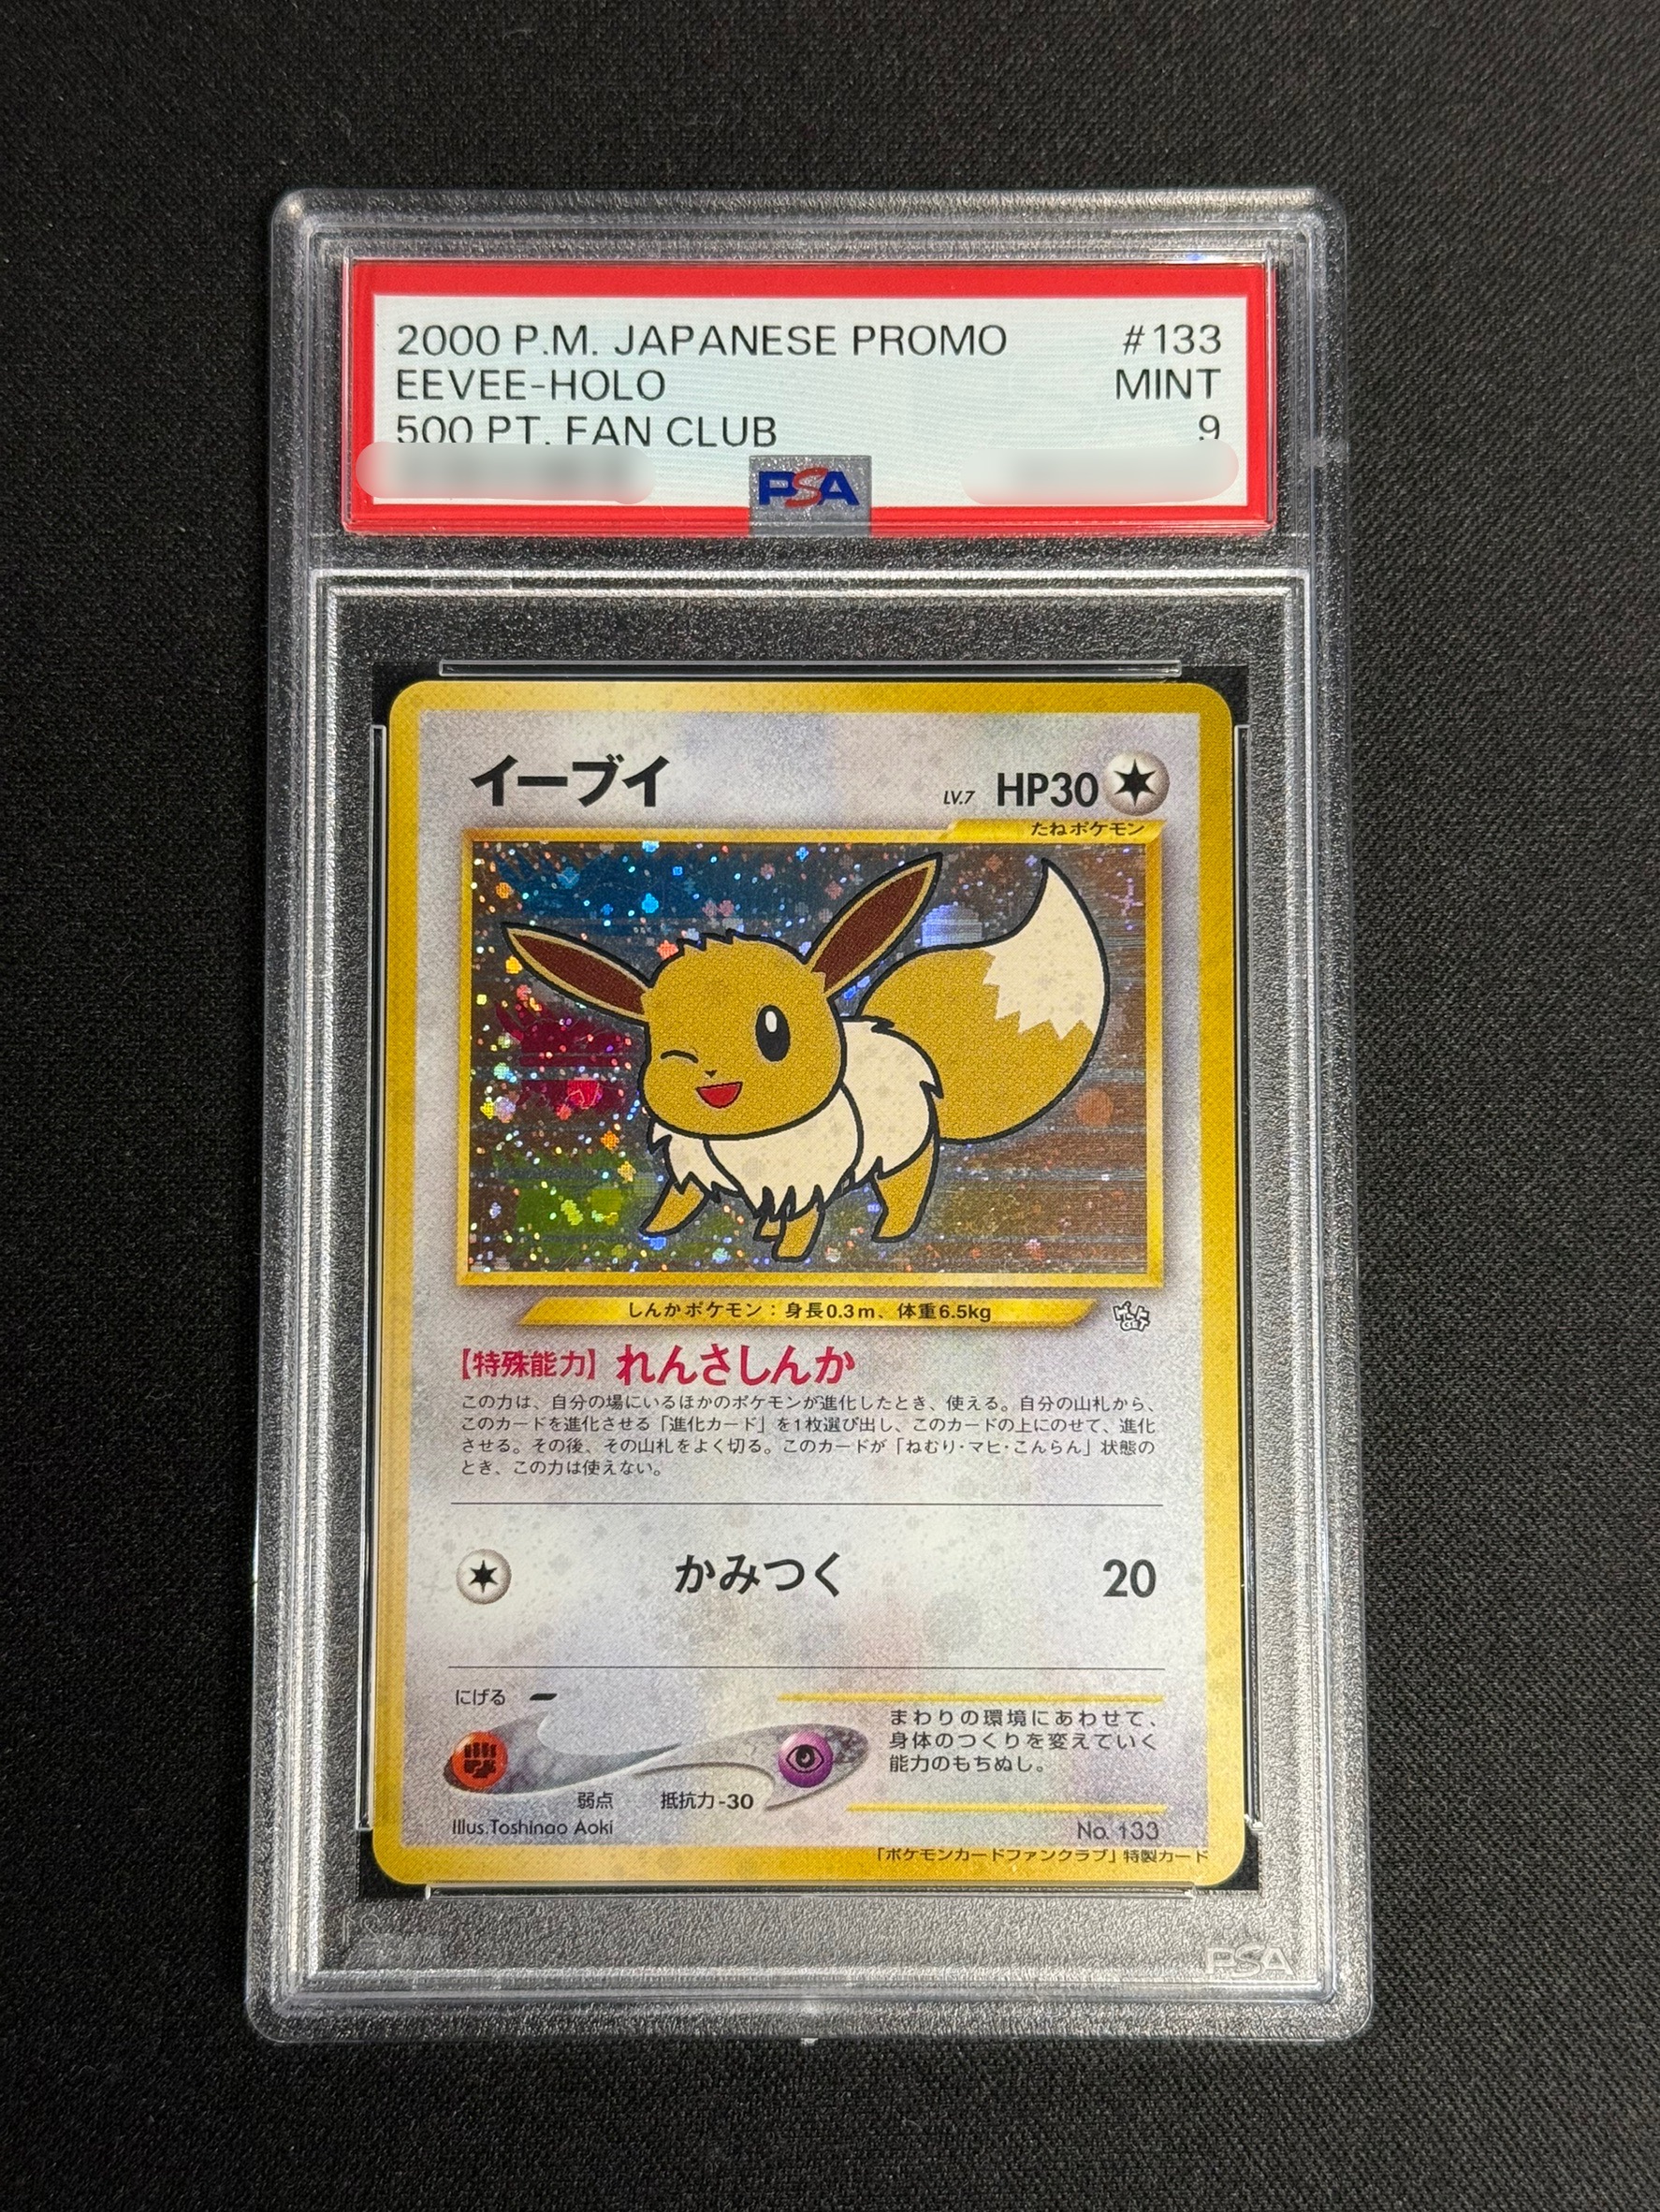 2000 P.M. JAPANESE PROMO #133
EEVEE-HOLO MINT
500 PT. FAN CLUB 9
PSA
イーブイ LV.7 HP30
たねポケモン
しんかポケモン：身長0.3m、体重6.5kg
【特殊能力】れんさしんか
この力は、自分の場にいるほかのポケモンが進化したとき、使える。自分の山札から、
このカードを進化させる「進化カード」を1枚選び出し、このカードの上にのせて、進化
させる。その後、その山札をよく切る。このカードが「ねむり・マヒ・こんらん」状態の
とき、この力は使えない。
かみつく 20
にげる
まわりの環境にあわせて、
身体のつくりを変えていく
能力のもちぬし。
弱点 抵抗力-30
Illus.Toshinao Aoki No. 133
「ポケモンカードファンクラブ」特製カード
PSA